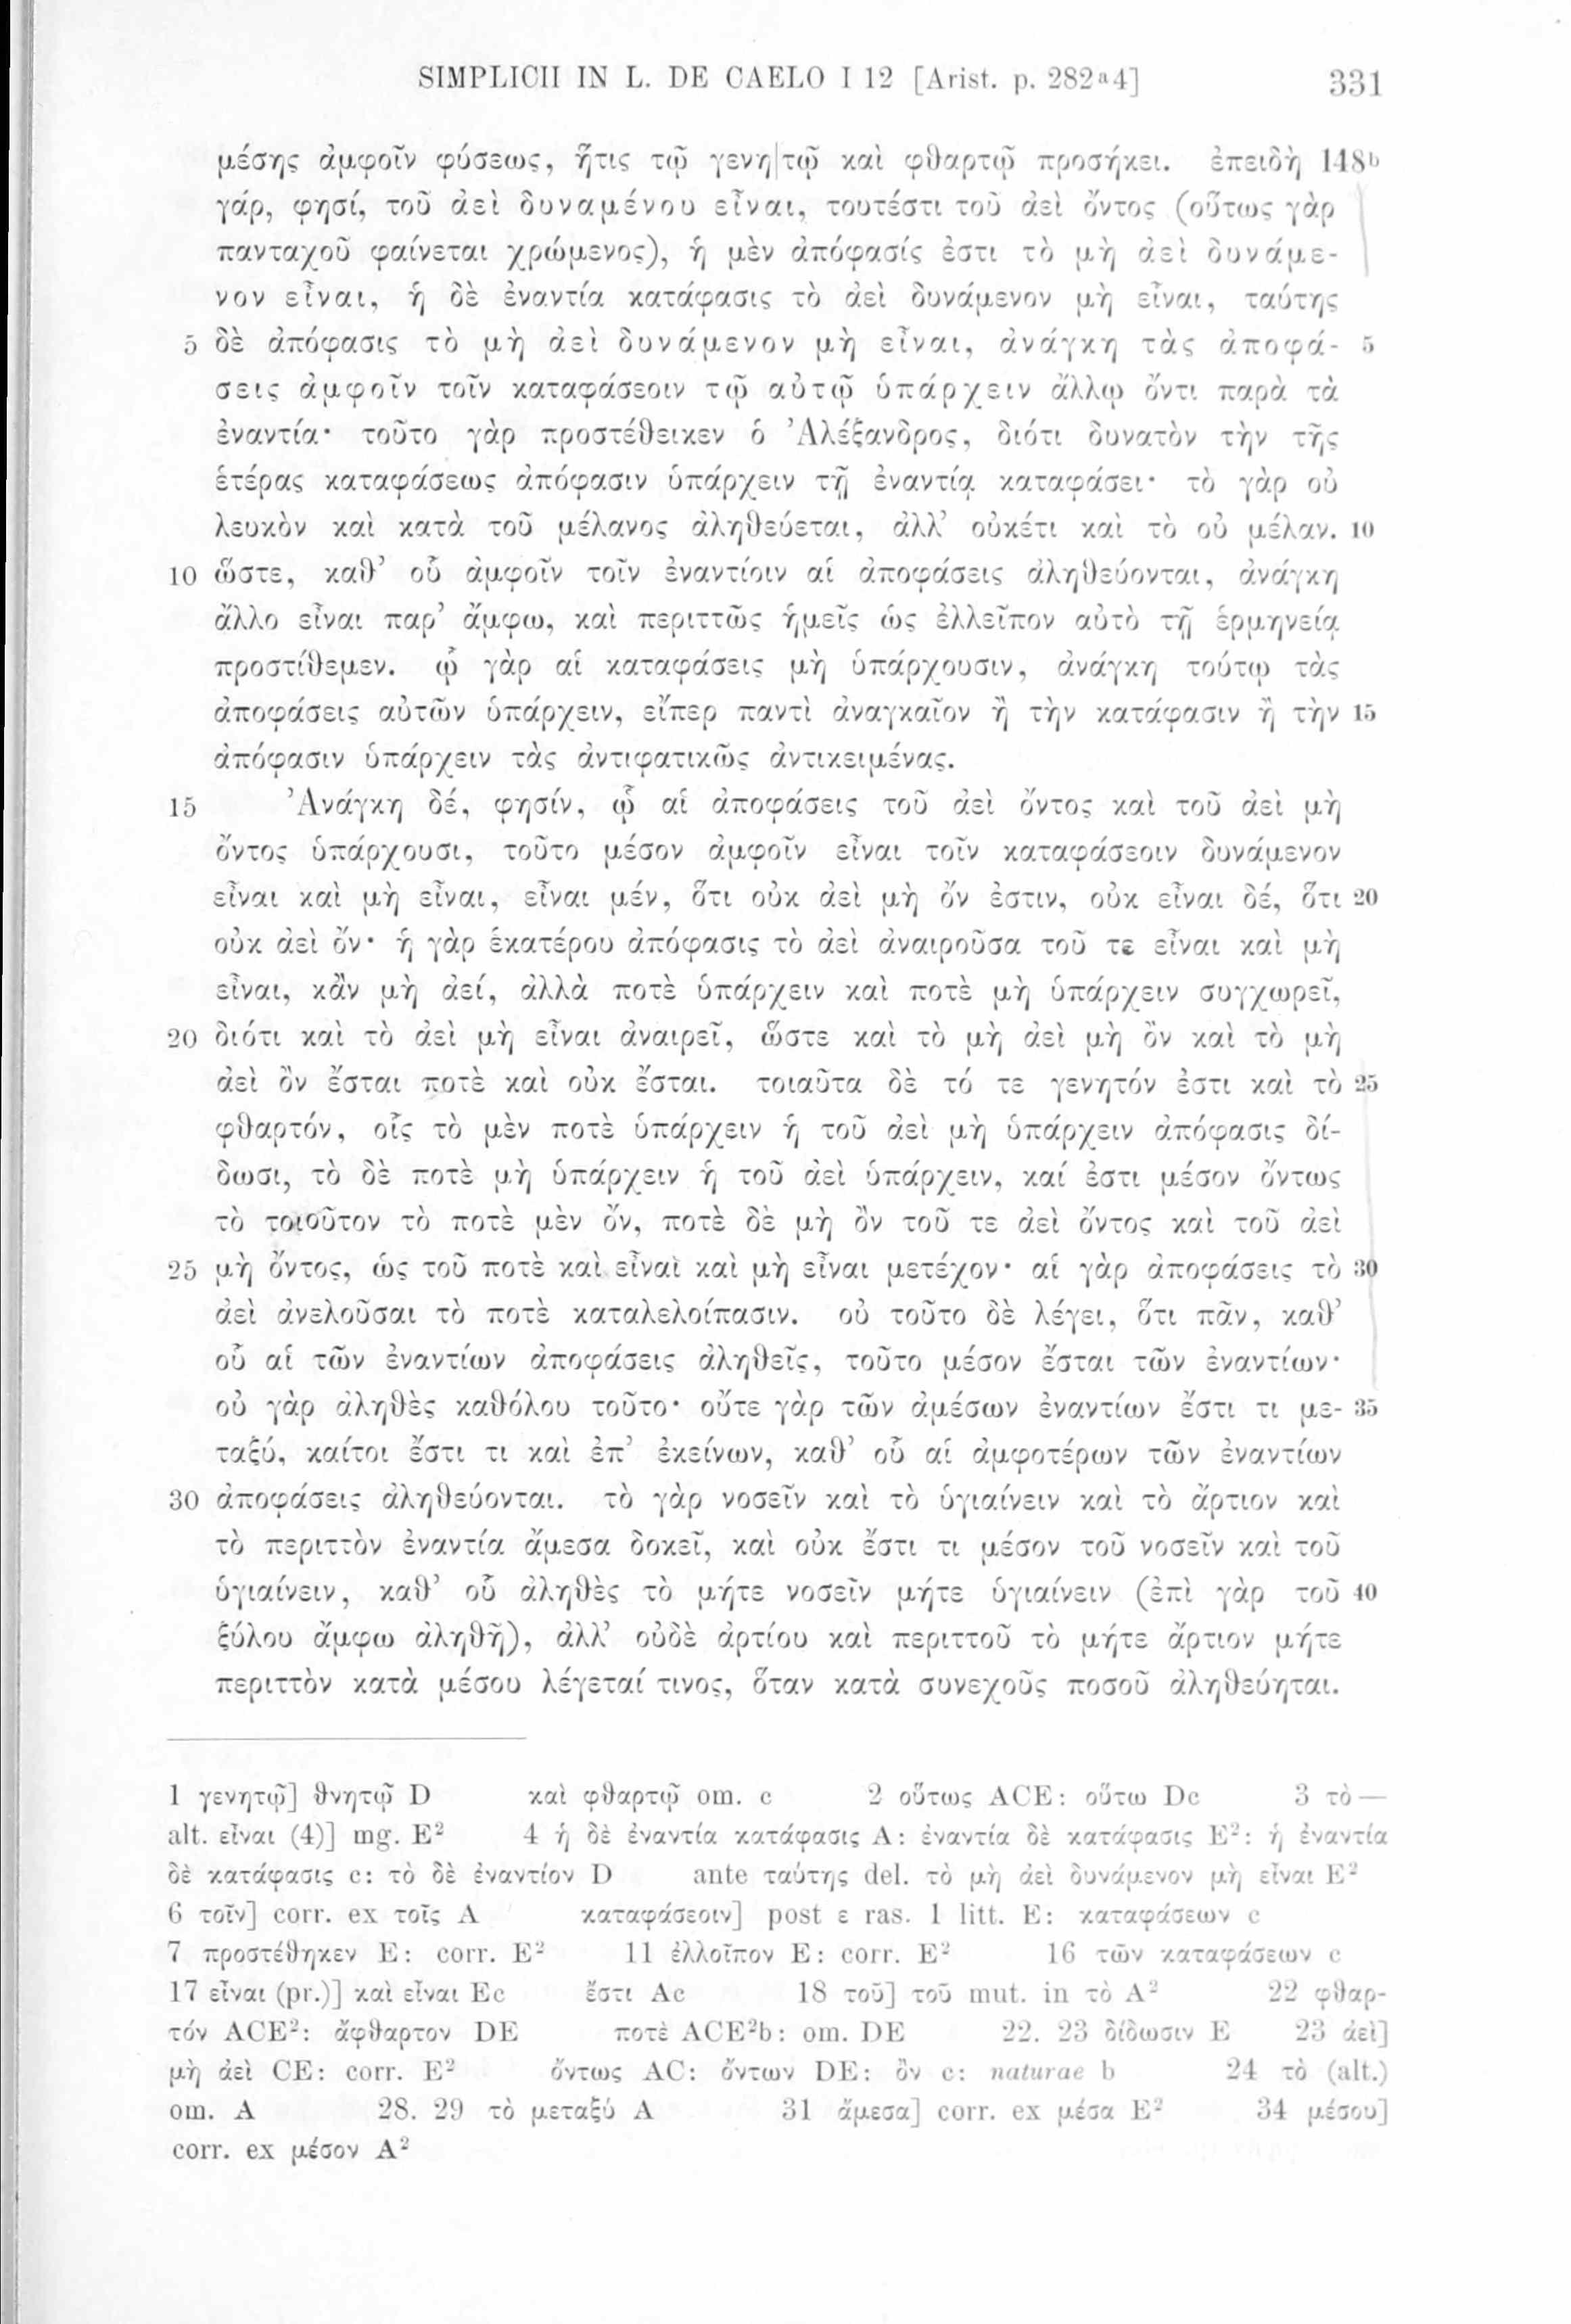 SIMPLICII IN L. DE CAELO I 12 [Arist. p. 282ᵃ4] 331
μέσης ἀμφοῖν φύσεως, ἥτις τῷ γενη|τῷ καὶ φθαρτῷ προσήκει. ἐπειδὴ 148ᵇ
γάρ, φησί, τοῦ ἀεὶ δυναμένου εἶναι, τουτέστι τοῦ ἀεὶ ὄντος (οὕτως γὰρ
πανταχοῦ φαίνεται χρώμενος), ἡ μὲν ἀπόφασίς ἐστι τὸ μὴ ἀεὶ δυνάμε-
νον εἶναι, ἡ δὲ ἐναντία κατάφασις τὸ ἀεὶ δυνάμενον μὴ εἶναι, ταύτης
5 δὲ ἀπόφασις τὸ μὴ ἀεὶ δυνάμενον μὴ εἶναι, ἀνάγκη τὰς ἀποφά- 5
σεις ἀμφοῖν τοῖν καταφάσεοιν τῷ αὐτῷ ὑπάρχειν ἄλλῳ ὄντι παρὰ τὰ
ἐναντία· τοῦτο γὰρ προστέθεικεν ὁ Ἀλέξανδρος, διότι δυνατὸν τὴν τῆς
ἑτέρας καταφάσεως ἀπόφασιν ὑπάρχειν τῇ ἐναντίᾳ καταφάσει· τὸ γὰρ οὐ
λευκὸν καὶ κατὰ τοῦ μέλανος ἀληθεύεται, ἀλλ’ οὐκέτι καὶ τὸ οὐ μέλαν. 10
10 ὥστε, καθ’ οὗ ἀμφοῖν τοῖν ἐναντίοιν αἱ ἀποφάσεις ἀληθεύονται, ἀνάγκη
ἄλλο εἶναι παρ’ ἄμφω, καὶ περιττῶς ἡμεῖς ὡς ἐλλεῖπον αὐτὸ τῇ ἑρμηνείᾳ
προστίθεμεν. ᾧ γὰρ αἱ καταφάσεις μὴ ὑπάρχουσιν, ἀνάγκη τούτῳ τὰς
ἀποφάσεις αὐτῶν ὑπάρχειν, εἴπερ παντὶ ἀναγκαῖον ἢ τὴν κατάφασιν ἢ τὴν 15
ἀπόφασιν ὑπάρχειν τὰς ἀντιφατικῶς ἀντικειμένας.
15 Ἀνάγκη δέ, φησίν, ᾧ αἱ ἀποφάσεις τοῦ ἀεὶ ὄντος καὶ τοῦ ἀεὶ μὴ
ὄντος ὑπάρχουσι, τοῦτο μέσον ἀμφοῖν εἶναι τοῖν καταφάσεοιν δυνάμενον
εἶναι καὶ μὴ εἶναι, εἶναι μέν, ὅτι οὐκ ἀεὶ μὴ ὄν ἐστιν, οὐκ εἶναι δέ, ὅτι 20
οὐκ ἀεὶ ὄν· ἡ γὰρ ἑκατέρου ἀπόφασις τὸ ἀεὶ ἀναιροῦσα τοῦ τε εἶναι καὶ μὴ
εἶναι, κἂν μὴ ἀεί, ἀλλὰ ποτὲ ὑπάρχειν καὶ ποτὲ μὴ ὑπάρχειν συγχωρεῖ,
20 διότι καὶ τὸ ἀεὶ μὴ εἶναι ἀναιρεῖ, ὥστε καὶ τὸ μὴ ἀεὶ μὴ ὂν καὶ τὸ μὴ
ἀεὶ ὂν ἔσται ποτὲ καὶ οὐκ ἔσται. τοιαῦτα δὲ τό τε γενητόν ἐστι καὶ τὸ 25
φθαρτόν, οἷς τὸ μὲν ποτὲ ὑπάρχειν ἡ τοῦ ἀεὶ μὴ ὑπάρχειν ἀπόφασις δί-
δωσι, τὸ δὲ ποτὲ μὴ ὑπάρχειν ἡ τοῦ ἀεὶ ὑπάρχειν, καί ἐστι μέσον ὄντως
τὸ τοιοῦτον τὸ ποτὲ μὲν ὄν, ποτὲ δὲ μὴ ὂν τοῦ τε ἀεὶ ὄντος καὶ τοῦ ἀεὶ
25 μὴ ὄντος, ὡς τοῦ ποτὲ καὶ εἶναι καὶ μὴ εἶναι μετέχον· αἱ γὰρ ἀποφάσεις τὸ 30
ἀεὶ ἀνελοῦσαι τὸ ποτὲ καταλελοίπασιν. οὐ τοῦτο δὲ λέγει, ὅτι πᾶν, καθ’
οὗ αἱ τῶν ἐναντίων ἀποφάσεις ἀληθεῖς, τοῦτο μέσον ἔσται τῶν ἐναντίων·
οὐ γὰρ ἀληθὲς καθόλου τοῦτο· οὔτε γὰρ τῶν ἀμέσων ἐναντίων ἔστι τι με- 35
ταξύ, καίτοι ἔστι τι καὶ ἐπ’ ἐκείνων, καθ’ οὗ αἱ ἀμφοτέρων τῶν ἐναντίων
30 ἀποφάσεις ἀληθεύονται. τὸ γὰρ νοσεῖν καὶ τὸ ὑγιαίνειν καὶ τὸ ἄρτιον καὶ
τὸ περιττὸν ἐναντία ἄμεσα δοκεῖ, καὶ οὐκ ἔστι τι μέσον τοῦ νοσεῖν καὶ τοῦ
ὑγιαίνειν, καθ’ οὗ ἀληθὲς τὸ μήτε νοσεῖν μήτε ὑγιαίνειν (ἐπὶ γὰρ τοῦ 40
ξύλου ἄμφω ἀληθῆ), ἀλλ’ οὐδὲ ἀρτίου καὶ περιττοῦ τὸ μήτε ἄρτιον μήτε
περιττὸν κατὰ μέσου λέγεταί τινος, ὅταν κατὰ συνεχοῦς ποσοῦ ἀληθεύηται.
1 γενητῷ] θνητῷ D καὶ φθαρτῷ om. c 2 οὕτως ACE: οὕτω Dc 3 τὸ —
alt. εἶναι (4)] mg. E² 4 ἡ δὲ ἐναντία κατάφασις A: ἐναντία δὲ κατάφασις E²: ἡ ἐναντία
δὲ κατάφασις c: τὸ δὲ ἐναντίον D ante ταύτης del. τὸ μὴ ἀεὶ δυνάμενον μὴ εἶναι E²
6 τοῖν] corr. ex τοῖς A καταφάσεοιν] post ε ras. 1 litt. E: καταφάσεων c
7 προστέθηκεν E: corr. E² 11 ἐλλοῖπον E: corr. E² 16 τῶν καταφάσεων c
17 εἶναι (pr.)] καὶ εἶναι Ec ἔστι Ac 18 τοῦ] τοῦ mut. in τὸ A² 22 φθαρ-
τόν ACE²: ἄφθαρτον DE ποτὲ ACE²b: om. DE 22. 23 δίδωσιν E 23 ἀεὶ]
μὴ ἀεὶ CE: corr. E² ὄντως AC: ὄντων DE: ὂν c: naturae b 24 τὸ (alt.)
om. A 28. 29 τὸ μεταξύ A 31 ἄμεσα] corr. ex μέσα E² 34 μέσου]
corr. ex μέσον A²